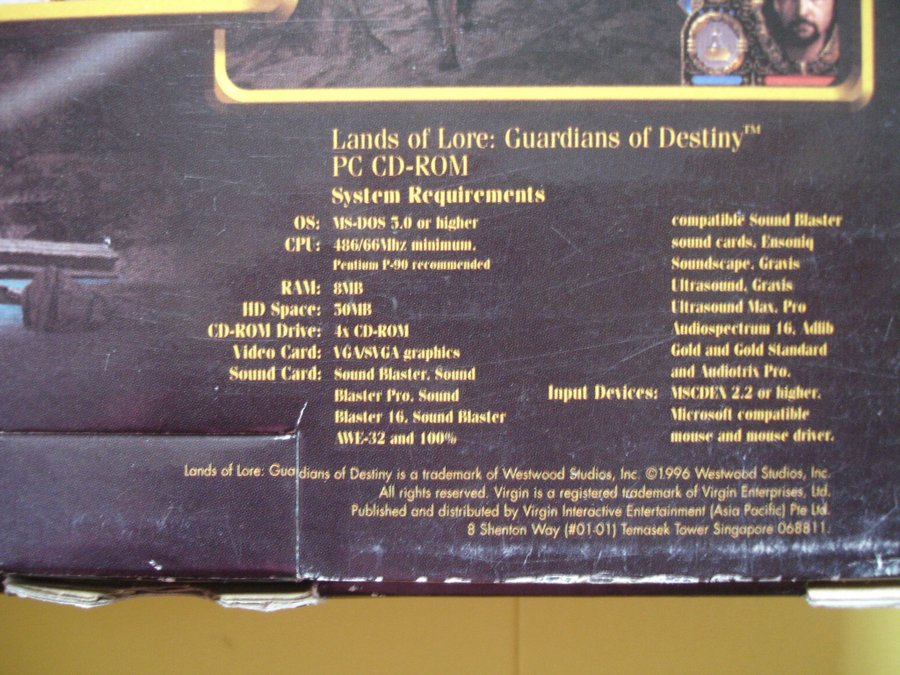 Lands of Lore: Guardians of Destiny™
PC CD-ROM
System Requirements
OS: MS-DOS 5.0 or higher
CPU: 486/66Mhz minimum,
Pentium P-90 recommended
RAM: 8MB
HD Space: 50MB
CD-ROM Drive: 4x CD-ROM
Video Card: VGA/SVGA graphics
Sound Card: Sound Blaster, Sound
Blaster Pro, Sound
Blaster 16, Sound Blaster
AWE-32 and 100%
compatible Sound Blaster
sound cards, Ensoniq
Soundscape, Gravis
Ultrasound, Gravis
Ultrasound Max, Pro
Audiospectrum 16, Adlib
Gold and Gold Standard
and Audiotrix Pro.
Input Devices: MSCDEX 2.2 or higher,
Microsoft compatible
mouse and mouse driver.
Lands of Lore: Guardians of Destiny is a trademark of Westwood Studios, Inc. ©1996 Westwood Studios, Inc.
All rights reserved. Virgin is a registered trademark of Virgin Enterprises, Ltd.
Published and distributed by Virgin Interactive Entertainment (Asia Pacific) Pte Ltd.
8 Shenton Way (#01-01) Temasek Tower Singapore 068811.